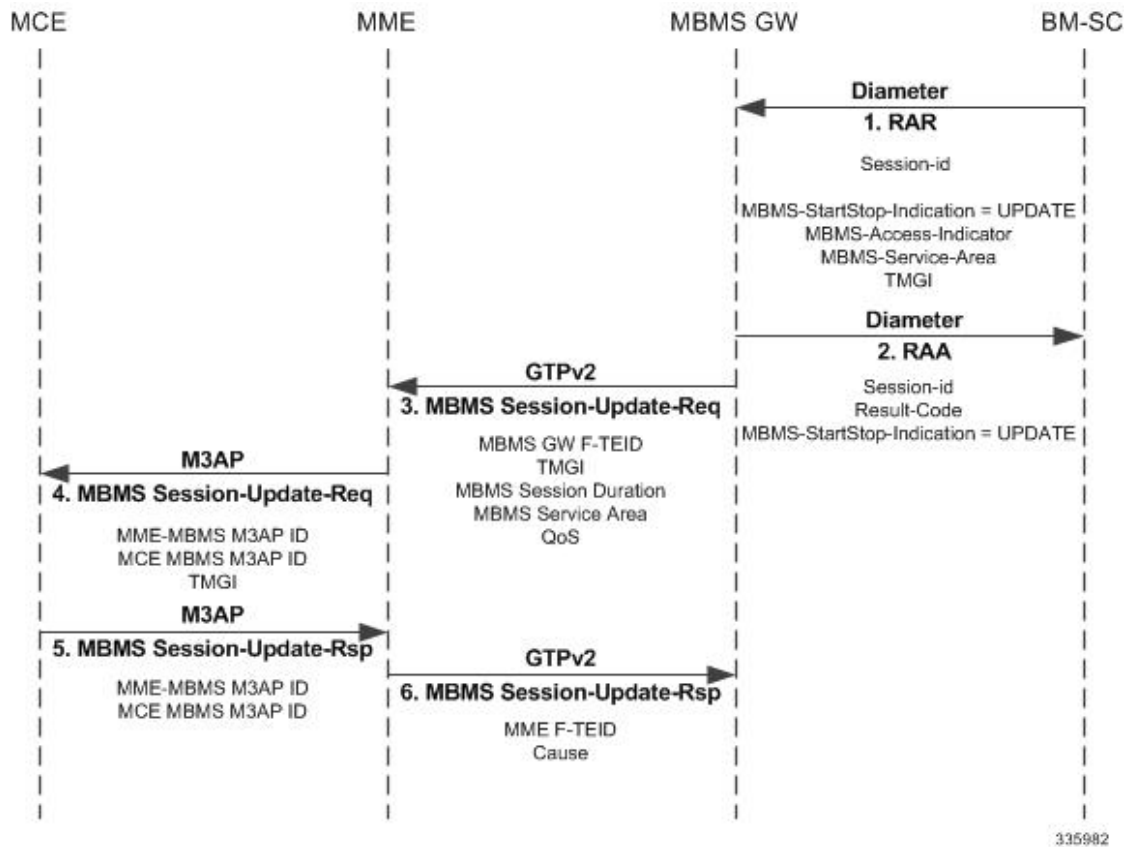 MCE
MME
MBMS GW
BM-SC
Diameter
1. RAR
Session-id
MBMS-StartStop-Indication = UPDATE
MBMS-Access-Indicator
MBMS-Service-Area
TMGI
Diameter
2. RAA
Session-id
Result-Code
MBMS-StartStop-Indication = UPDATE
GTPv2
3. MBMS Session-Update-Req
MBMS GW F-TEID
TMGI
MBMS Session Duration
MBMS Service Area
QoS
M3AP
4. MBMS Session-Update-Req
MME-MBMS M3AP ID
MCE MBMS M3AP ID
TMGI
M3AP
5. MBMS Session-Update-Rsp
MME-MBMS M3AP ID
MCE MBMS M3AP ID
GTPv2
6. MBMS Session-Update-Rsp
MME F-TEID
Cause
335982